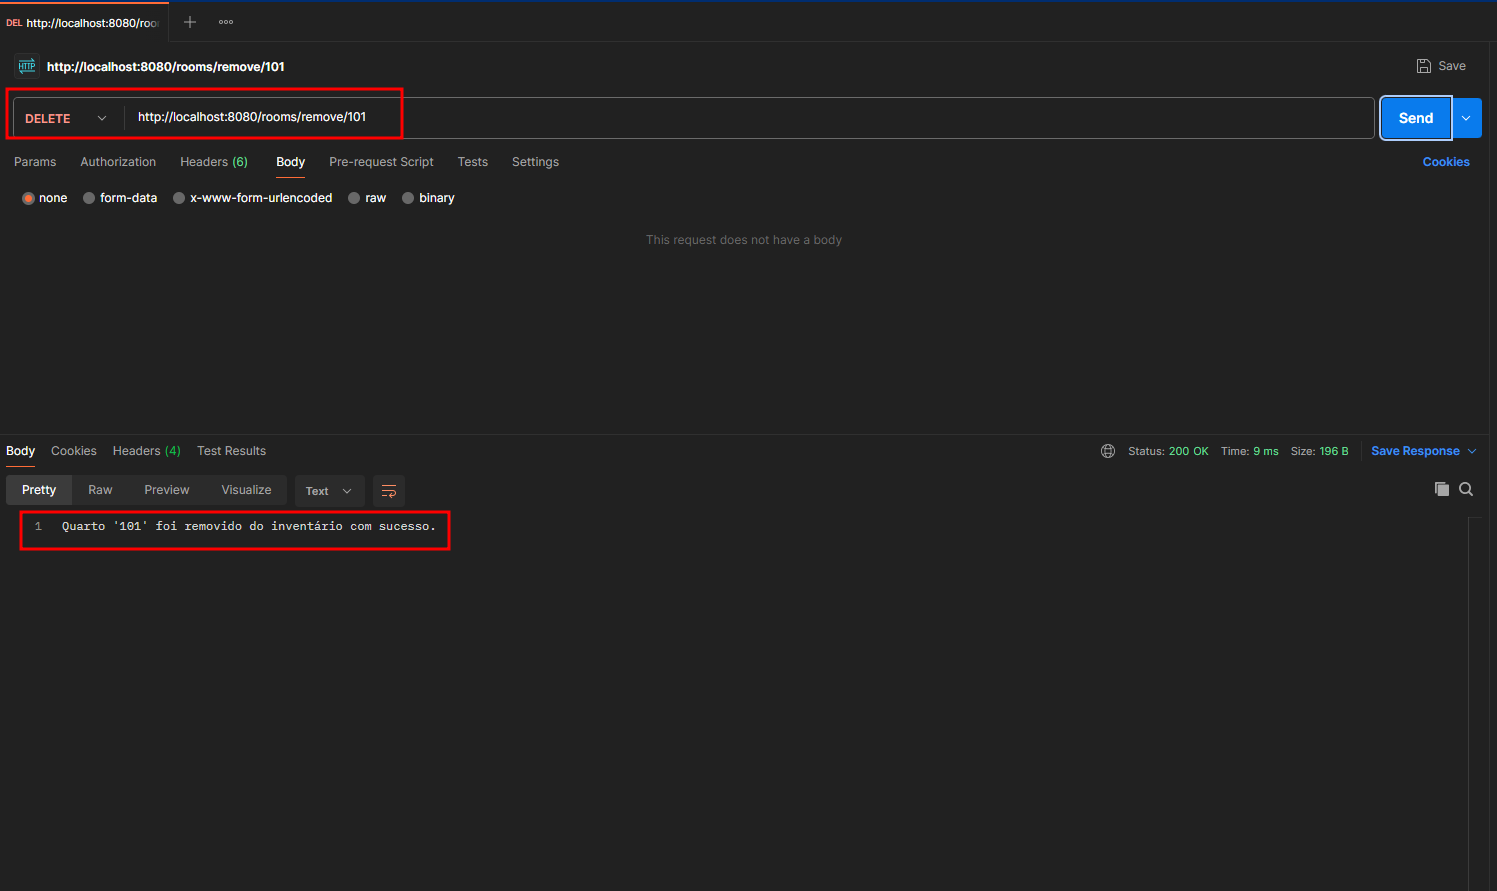 DEL http://localhost:8080/roo
http://localhost:8080/rooms/remove/101
Save
DELETE http://localhost:8080/rooms/remove/101
Send
Params Authorization Headers (6) Body Pre-request Script Tests Settings Cookies
none form-data x-www-form-urlencoded raw binary
This request does not have a body
Body Cookies Headers (4) Test Results Status: 200 OK Time: 9 ms Size: 196 B Save Response
Pretty Raw Preview Visualize Text
1 Quarto '101' foi removido do inventário com sucesso.